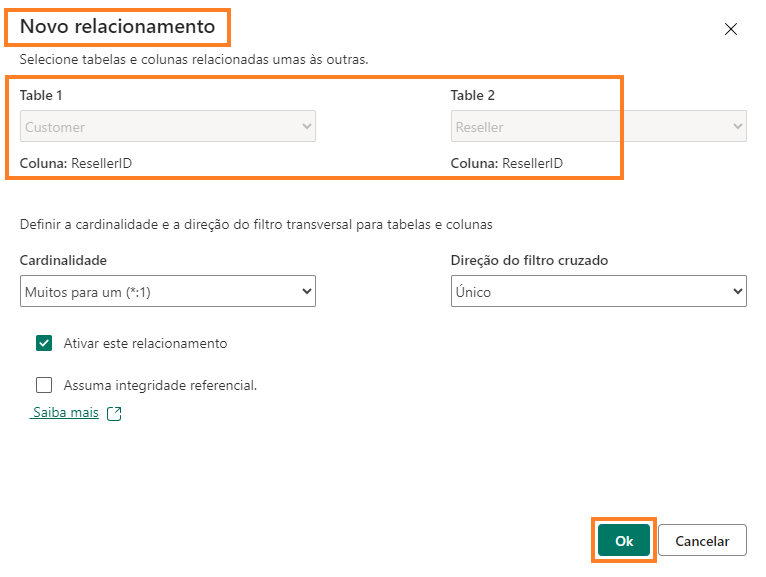 Novo relacionamento
Selecione tabelas e colunas relacionadas umas às outras.
Table 1 Table 2
Customer Reseller
Coluna: ResellerID Coluna: ResellerID
Definir a cardinalidade e a direção do filtro transversal para tabelas e colunas
Cardinalidade Direção do filtro cruzado
Muitos para um (*:1) Único
Ativar este relacionamento
Assuma integridade referencial.
Saiba mais
Ok Cancelar